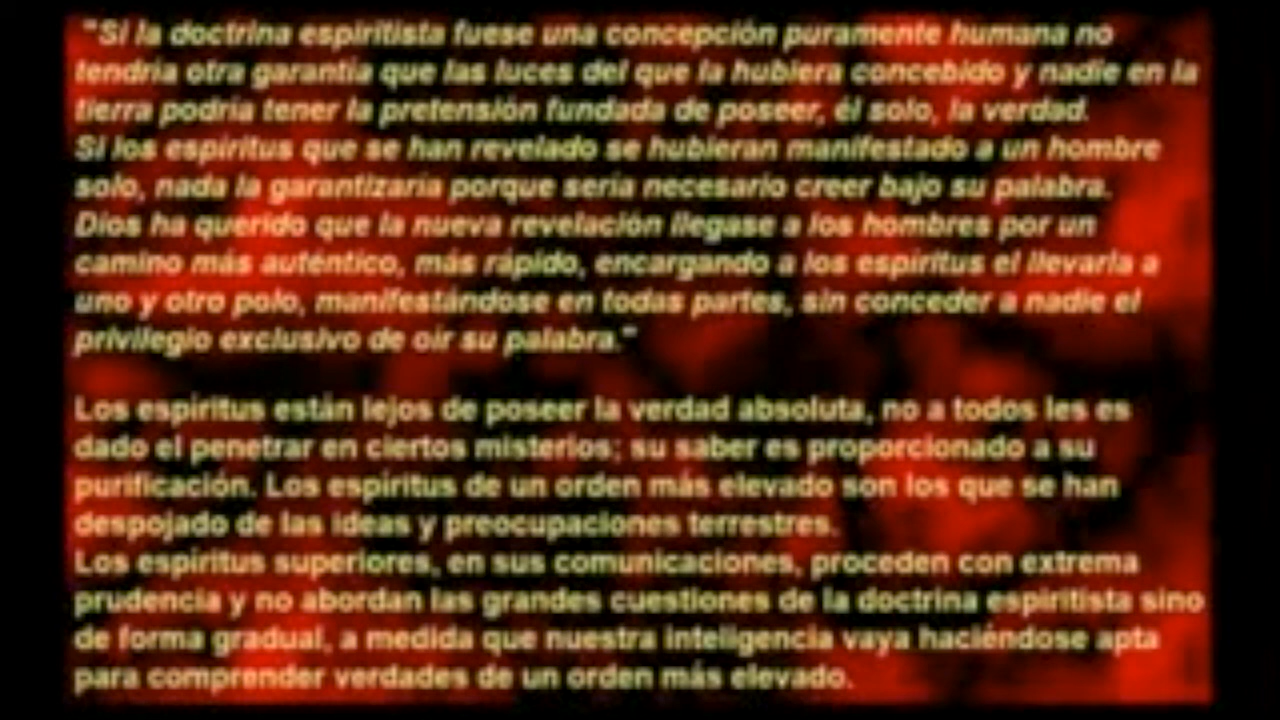 "Si la doctrina espiritista fuese una concepción puramente humana no
tendría otra garantía que las luces del que la hubiera concebido y nadie en la
tierra podría tener la pretensión fundada de poseer, él solo, la verdad.
Si los espíritus que se han revelado se hubieran manifestado a un hombre
solo, nada la garantizaría porque sería necesario creer bajo su palabra.
Dios ha querido que la nueva revelación llegase a los hombres por un
camino más auténtico, más rápido, encargando a los espíritus el llevarla a
uno y otro polo, manifestándose en todas partes, sin conceder a nadie el
privilegio exclusivo de oir su palabra."
Los espíritus están lejos de poseer la verdad absoluta, no a todos les es
dado el penetrar en ciertos misterios; su saber es proporcionado a su
purificación. Los espíritus de un orden más elevado son los que se han
despojado de las ideas y preocupaciones terrestres.
Los espíritus superiores, en sus comunicaciones, proceden con extrema
prudencia y no abordan las grandes cuestiones de la doctrina espiritista sino
de forma gradual, a medida que nuestra inteligencia vaya haciéndose apta
para comprender verdades de un orden más elevado.